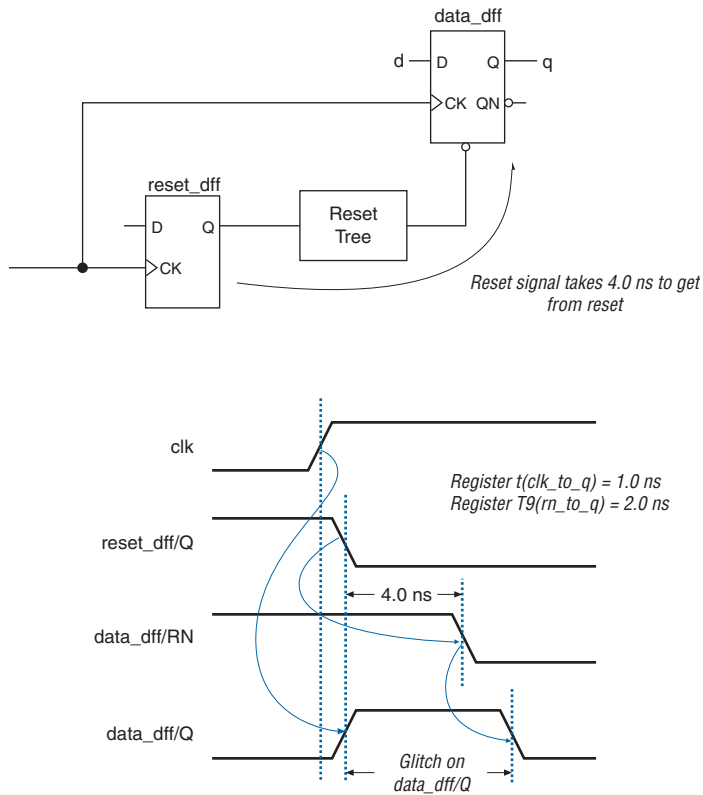 data_dff
d
D
Q
q
CK
QN
reset_dff
D
Q
CK
Reset
Tree
Reset signal takes 4.0 ns to get
from reset
clk
Register t(clk_to_q) = 1.0 ns
Register T9(rn_to_q) = 2.0 ns
reset_dff/Q
4.0 ns
data_dff/RN
data_dff/Q
Glitch on
data_dff/Q